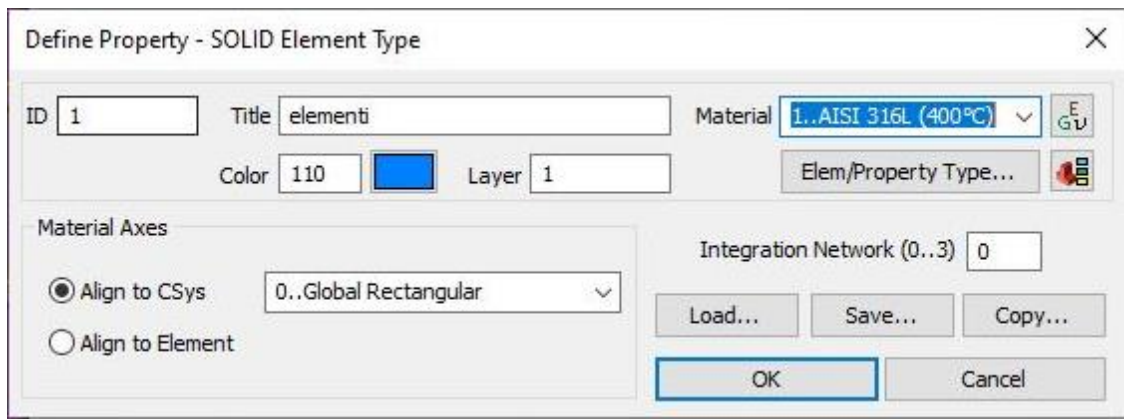 Define Property - SOLID Element Type
ID 1 Title elementi Material 1..AISI 316L (400°C) E G ν
Color 110 Layer 1 Elem/Property Type...
Material Axes
Integration Network (0..3) 0
Align to CSys 0..Global Rectangular
Load... Save... Copy...
Align to Element
OK Cancel